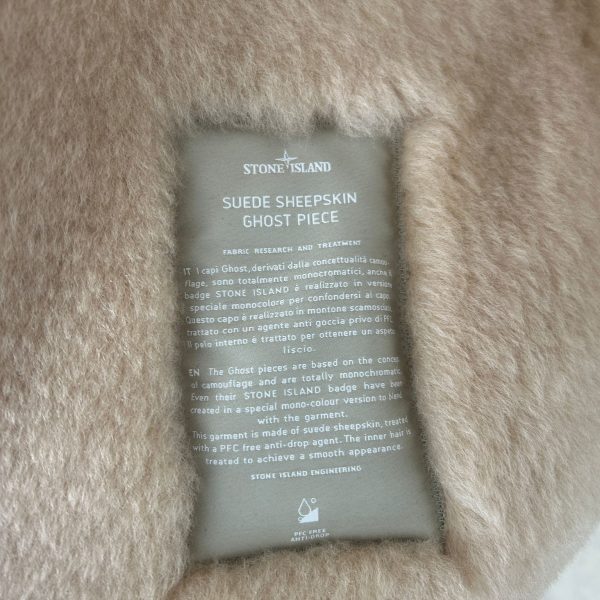 STONE ISLAND
SUEDE SHEEPSKIN
GHOST PIECE
FABRIC RESEARCH AND TREATMENT
IT I capi Ghost, derivati dalla concettualità camou-
flage, sono totalmente monocromatici, anche il
badge STONE ISLAND è realizzato in versione
speciale monocolore per confondersi al capo.
Questo capo è realizzato in montone scamosciato
trattato con un agente anti goccia privo di PFC.
Il pelo interno è trattato per ottenere un aspetto
liscio.
EN The Ghost pieces are based on the concept
of camouflage and are totally monochromatic.
Even their STONE ISLAND badge have been
created in a special mono-colour version to blend
with the garment.
This garment is made of suede sheepskin, treated
with a PFC free anti-drop agent. The inner hair is
treated to achieve a smooth appearance.
STONE ISLAND ENGINEERING
PFC FREE
ANTI-DROP